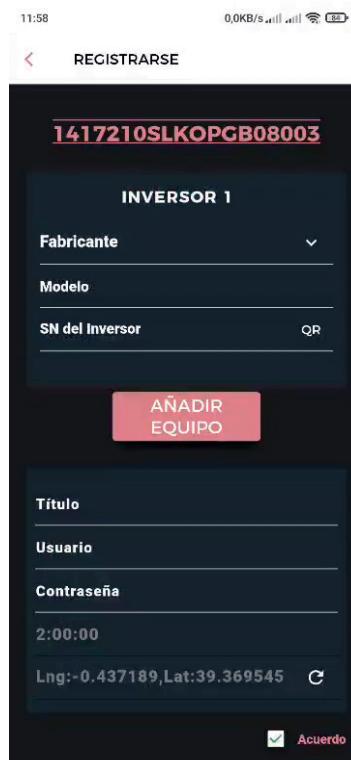 11:58 0,0KB/s 84
REGISTRARSE
1417210SLKOPGB08003
INVERSOR 1
Fabricante
Modelo
SN del Inversor QR
AÑADIR
EQUIPO
Título
Usuario
Contraseña
2:00:00
Lng:-0.437189,Lat:39.369545
Acuerdo